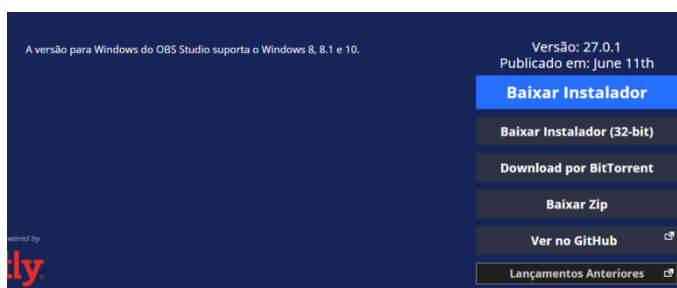 A versão para Windows do OBS Studio suporta o Windows 8, 8.1 e 10.
Versão: 27.0.1
Publicado em: June 11th
Baixar Instalador
Baixar Instalador (32-bit)
Download por BitTorrent
Baixar Zip
Ver no GitHub
Lançamentos Anteriores